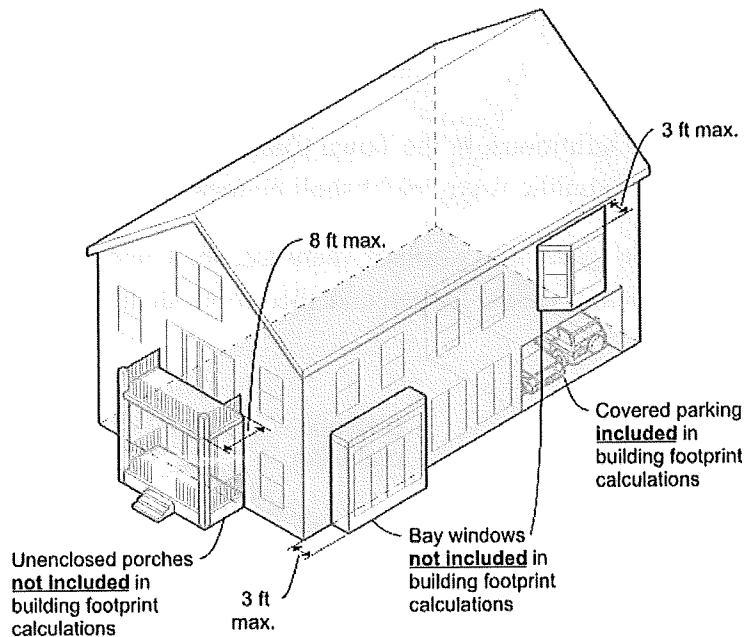 3 ft max.
8 ft max.
Covered parking
included in
building footprint
calculations
Bay windows
not included in
building footprint
calculations
Unenclosed porches
not included in
building footprint
calculations
3 ft
max.